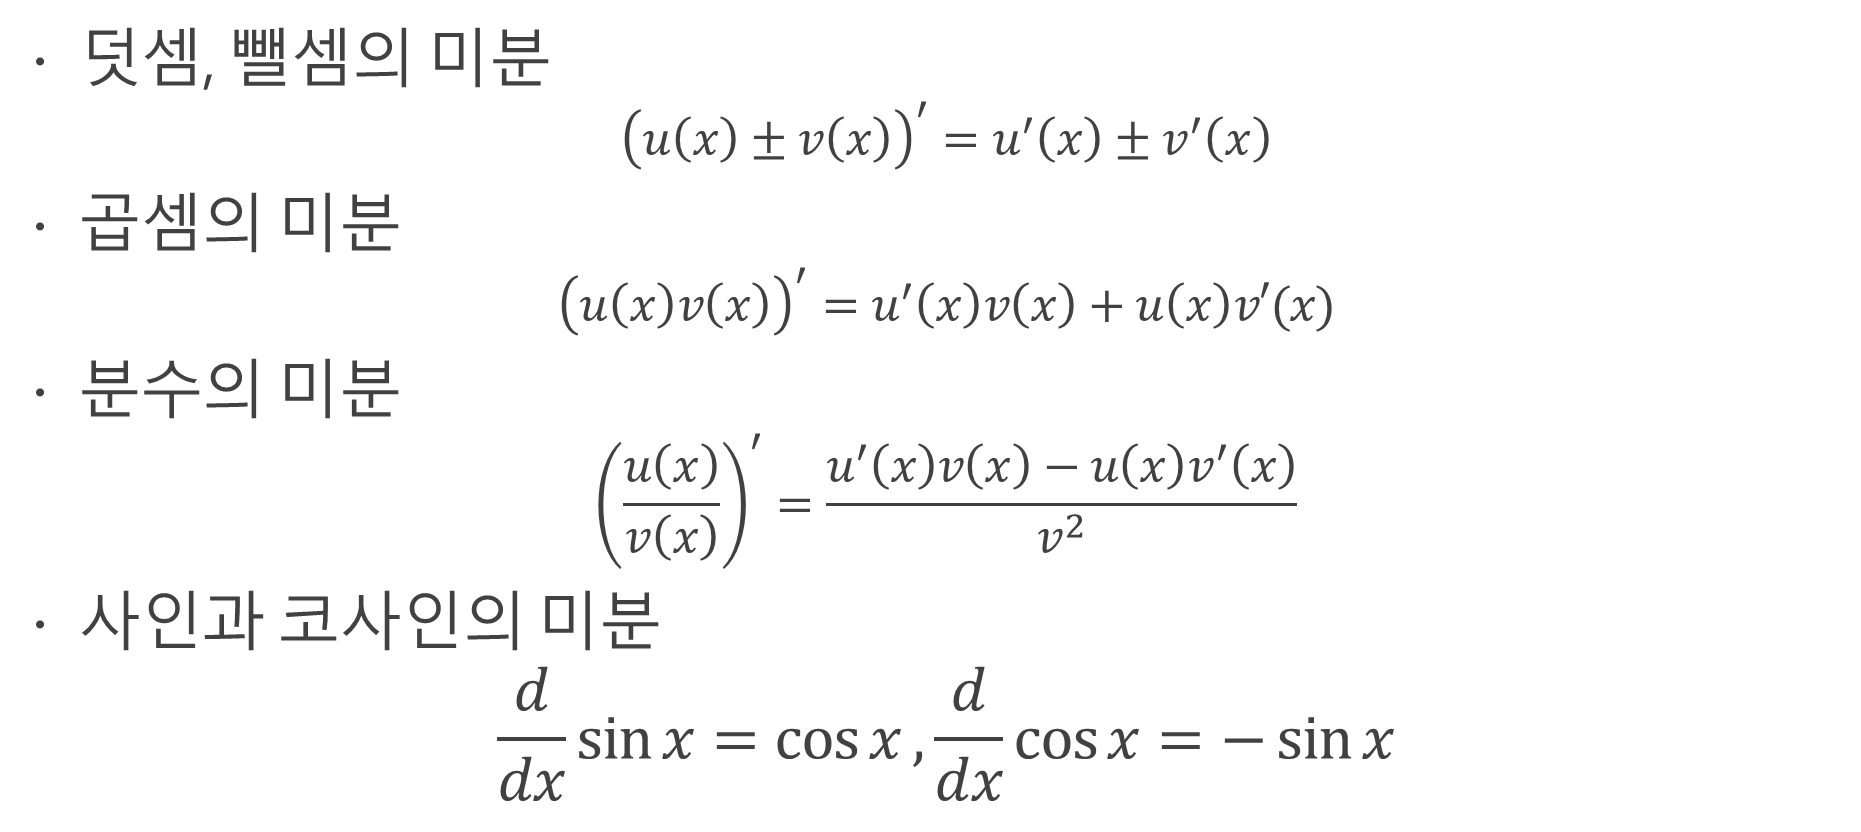 • 덧셈, 뺄셈의 미분
(u(x) ± v(x))′ = u′(x) ± v′(x)
• 곱셈의 미분
(u(x)v(x))′ = u′(x)v(x) + u(x)v′(x)
• 분수의 미분
(u(x)/v(x))′ = (u′(x)v(x) − u(x)v′(x))/v²
• 사인과 코사인의 미분
d/dx sin x = cos x , d/dx cos x = − sin x